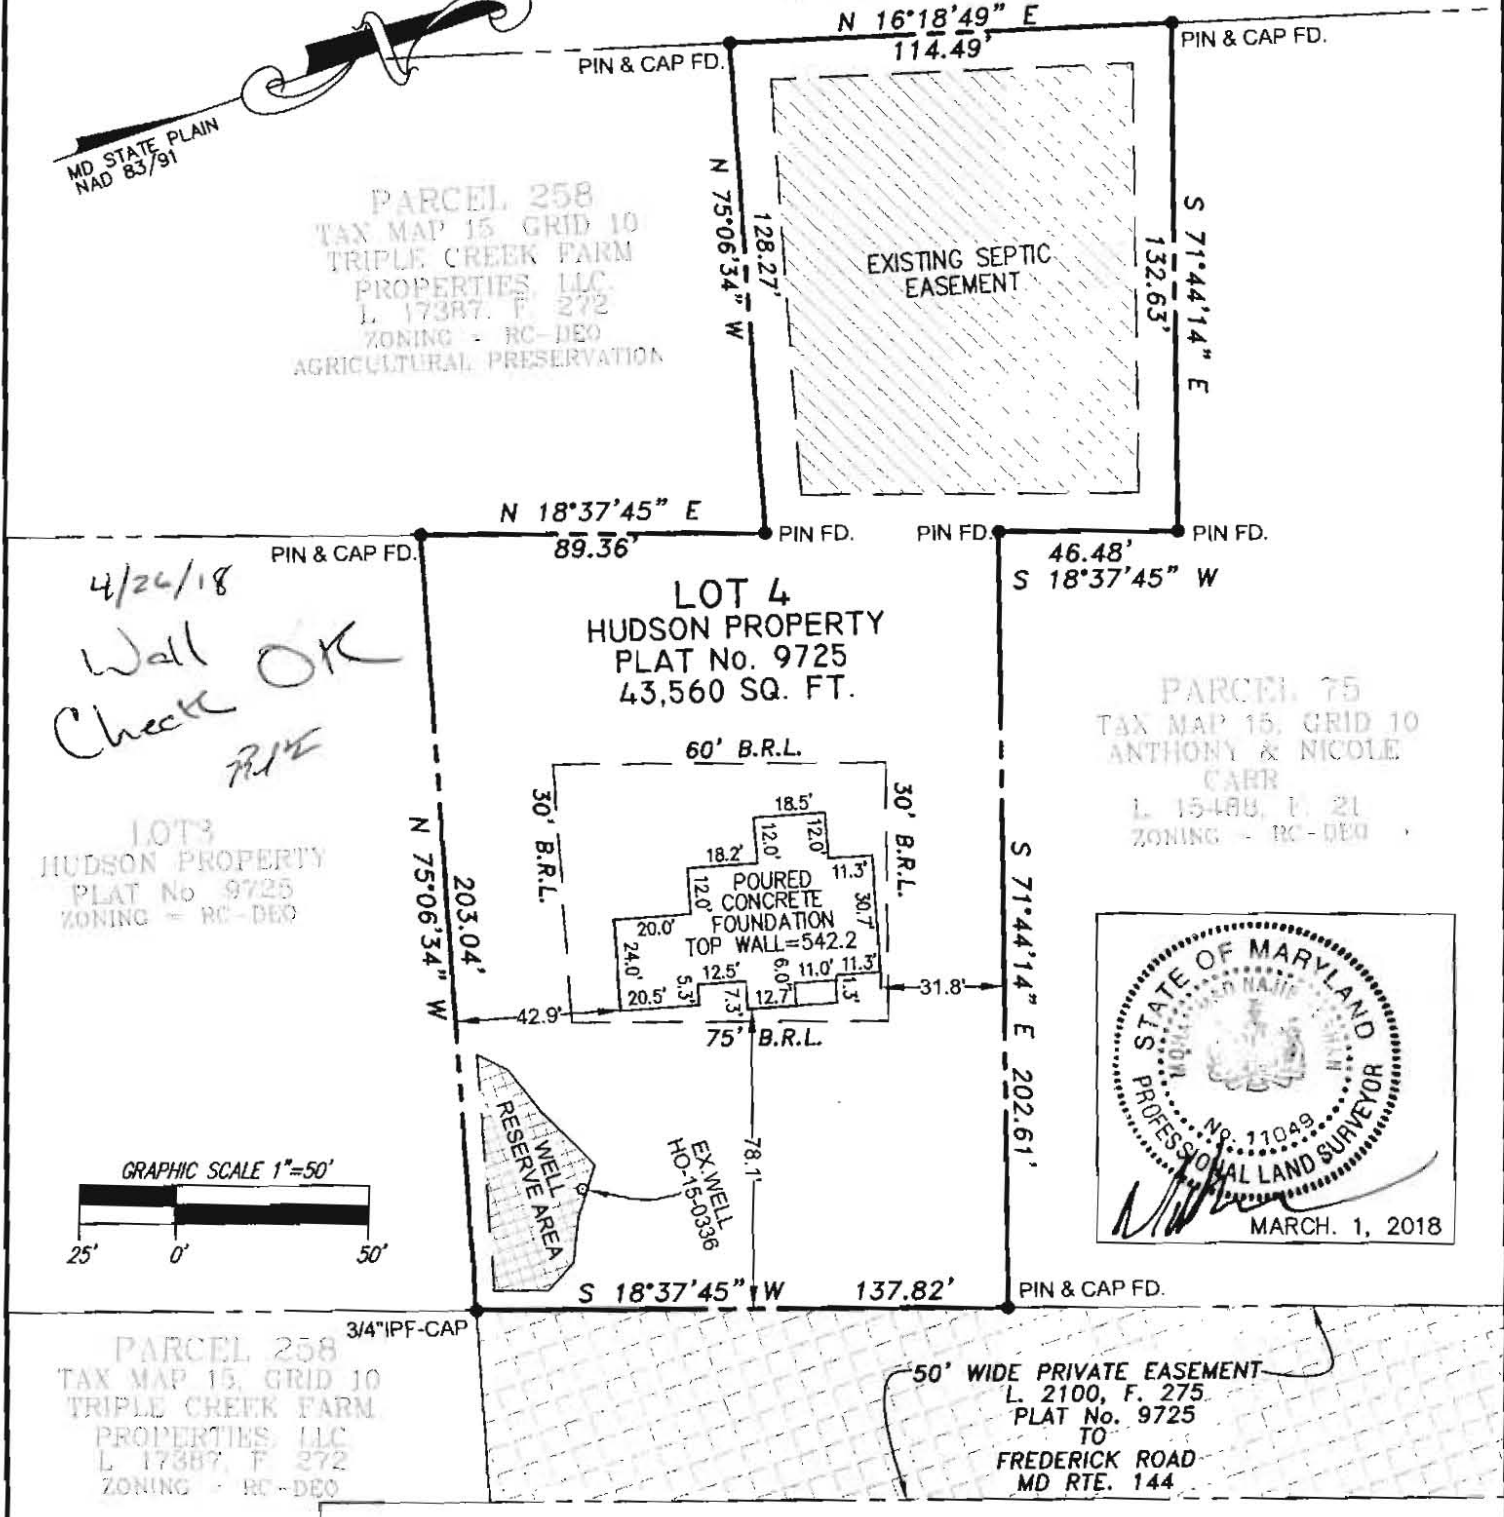 N 16°18'49" E
114.49'
PIN & CAP FD.
PIN & CAP FD.
MD STATE PLAIN
NAD 83/91
PARCEL 258
TAX MAP 15 GRID 10
TRIPLE CREEK FARM
PROPERTIES, LLC.
L. 17387, F. 272
ZONING - RC-DEO
AGRICULTURAL PRESERVATION
N 75°06'34" W
128.27'
EXISTING SEPTIC
EASEMENT
S 71°44'14" E
132.63'
N 18°37'45" E
89.36'
PIN & CAP FD.
PIN FD.
PIN FD.
PIN FD.
46.48'
S 18°37'45" W
4/26/18
Wall
Check OK
LOT 4
HUDSON PROPERTY
PLAT No. 9725
43,560 SQ. FT.
PARCEL 75
TAX MAP 15, GRID 10
ANTHONY & NICOLE
CARR
L. 15488, F. 21
ZONING - RC-DEO
LOT3
HUDSON PROPERTY
PLAT No 9725
ZONING = RC-DEO
N 75°06'34" W
203.04'
60' B.R.L.
30' B.R.L.
30' B.R.L.
18.5'
12.0'
12.0'
18.2'
11.3'
12.0'
30.7'
POURED
CONCRETE
FOUNDATION
TOP WALL=542.2
20.0'
24.0'
20.5'
5.3'
12.5'
7.3'
12.7'
6.0'
11.0'
11.3'
1.3'
42.9'
31.8'
75' B.R.L.
S 71°44'14" E 202.61'
WELL
RESERVE AREA
EX.WELL
HO-15-0336
78.1'
STATE OF MARYLAND
PROFESSIONAL LAND SURVEYOR
No. 11049
MARCH. 1, 2018
GRAPHIC SCALE 1"=50'
25' 0' 50'
S 18°37'45" W 137.82'
PIN & CAP FD.
3/4"IPF-CAP
PARCEL 258
TAX MAP 15, GRID 10
TRIPLE CREEK FARM
PROPERTIES, LLC
L 17387, F 272
ZONING - RC-DEO
50' WIDE PRIVATE EASEMENT
L. 2100, F. 275
PLAT No. 9725
TO
FREDERICK ROAD
MD RTE. 144